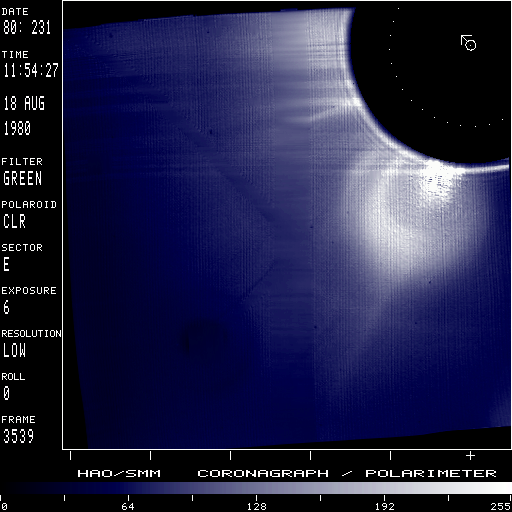 DATE
80: 231
TIME
11:54:27
18 AUG
1980
FILTER
GREEN
POLAROID
CLR
SECTOR
E
EXPOSURE
6
RESOLUTION
LOW
ROLL
0
FRAME
3539
HAO/SMM CORONAGRAPH / POLARIMETER
0 64 128 192 255